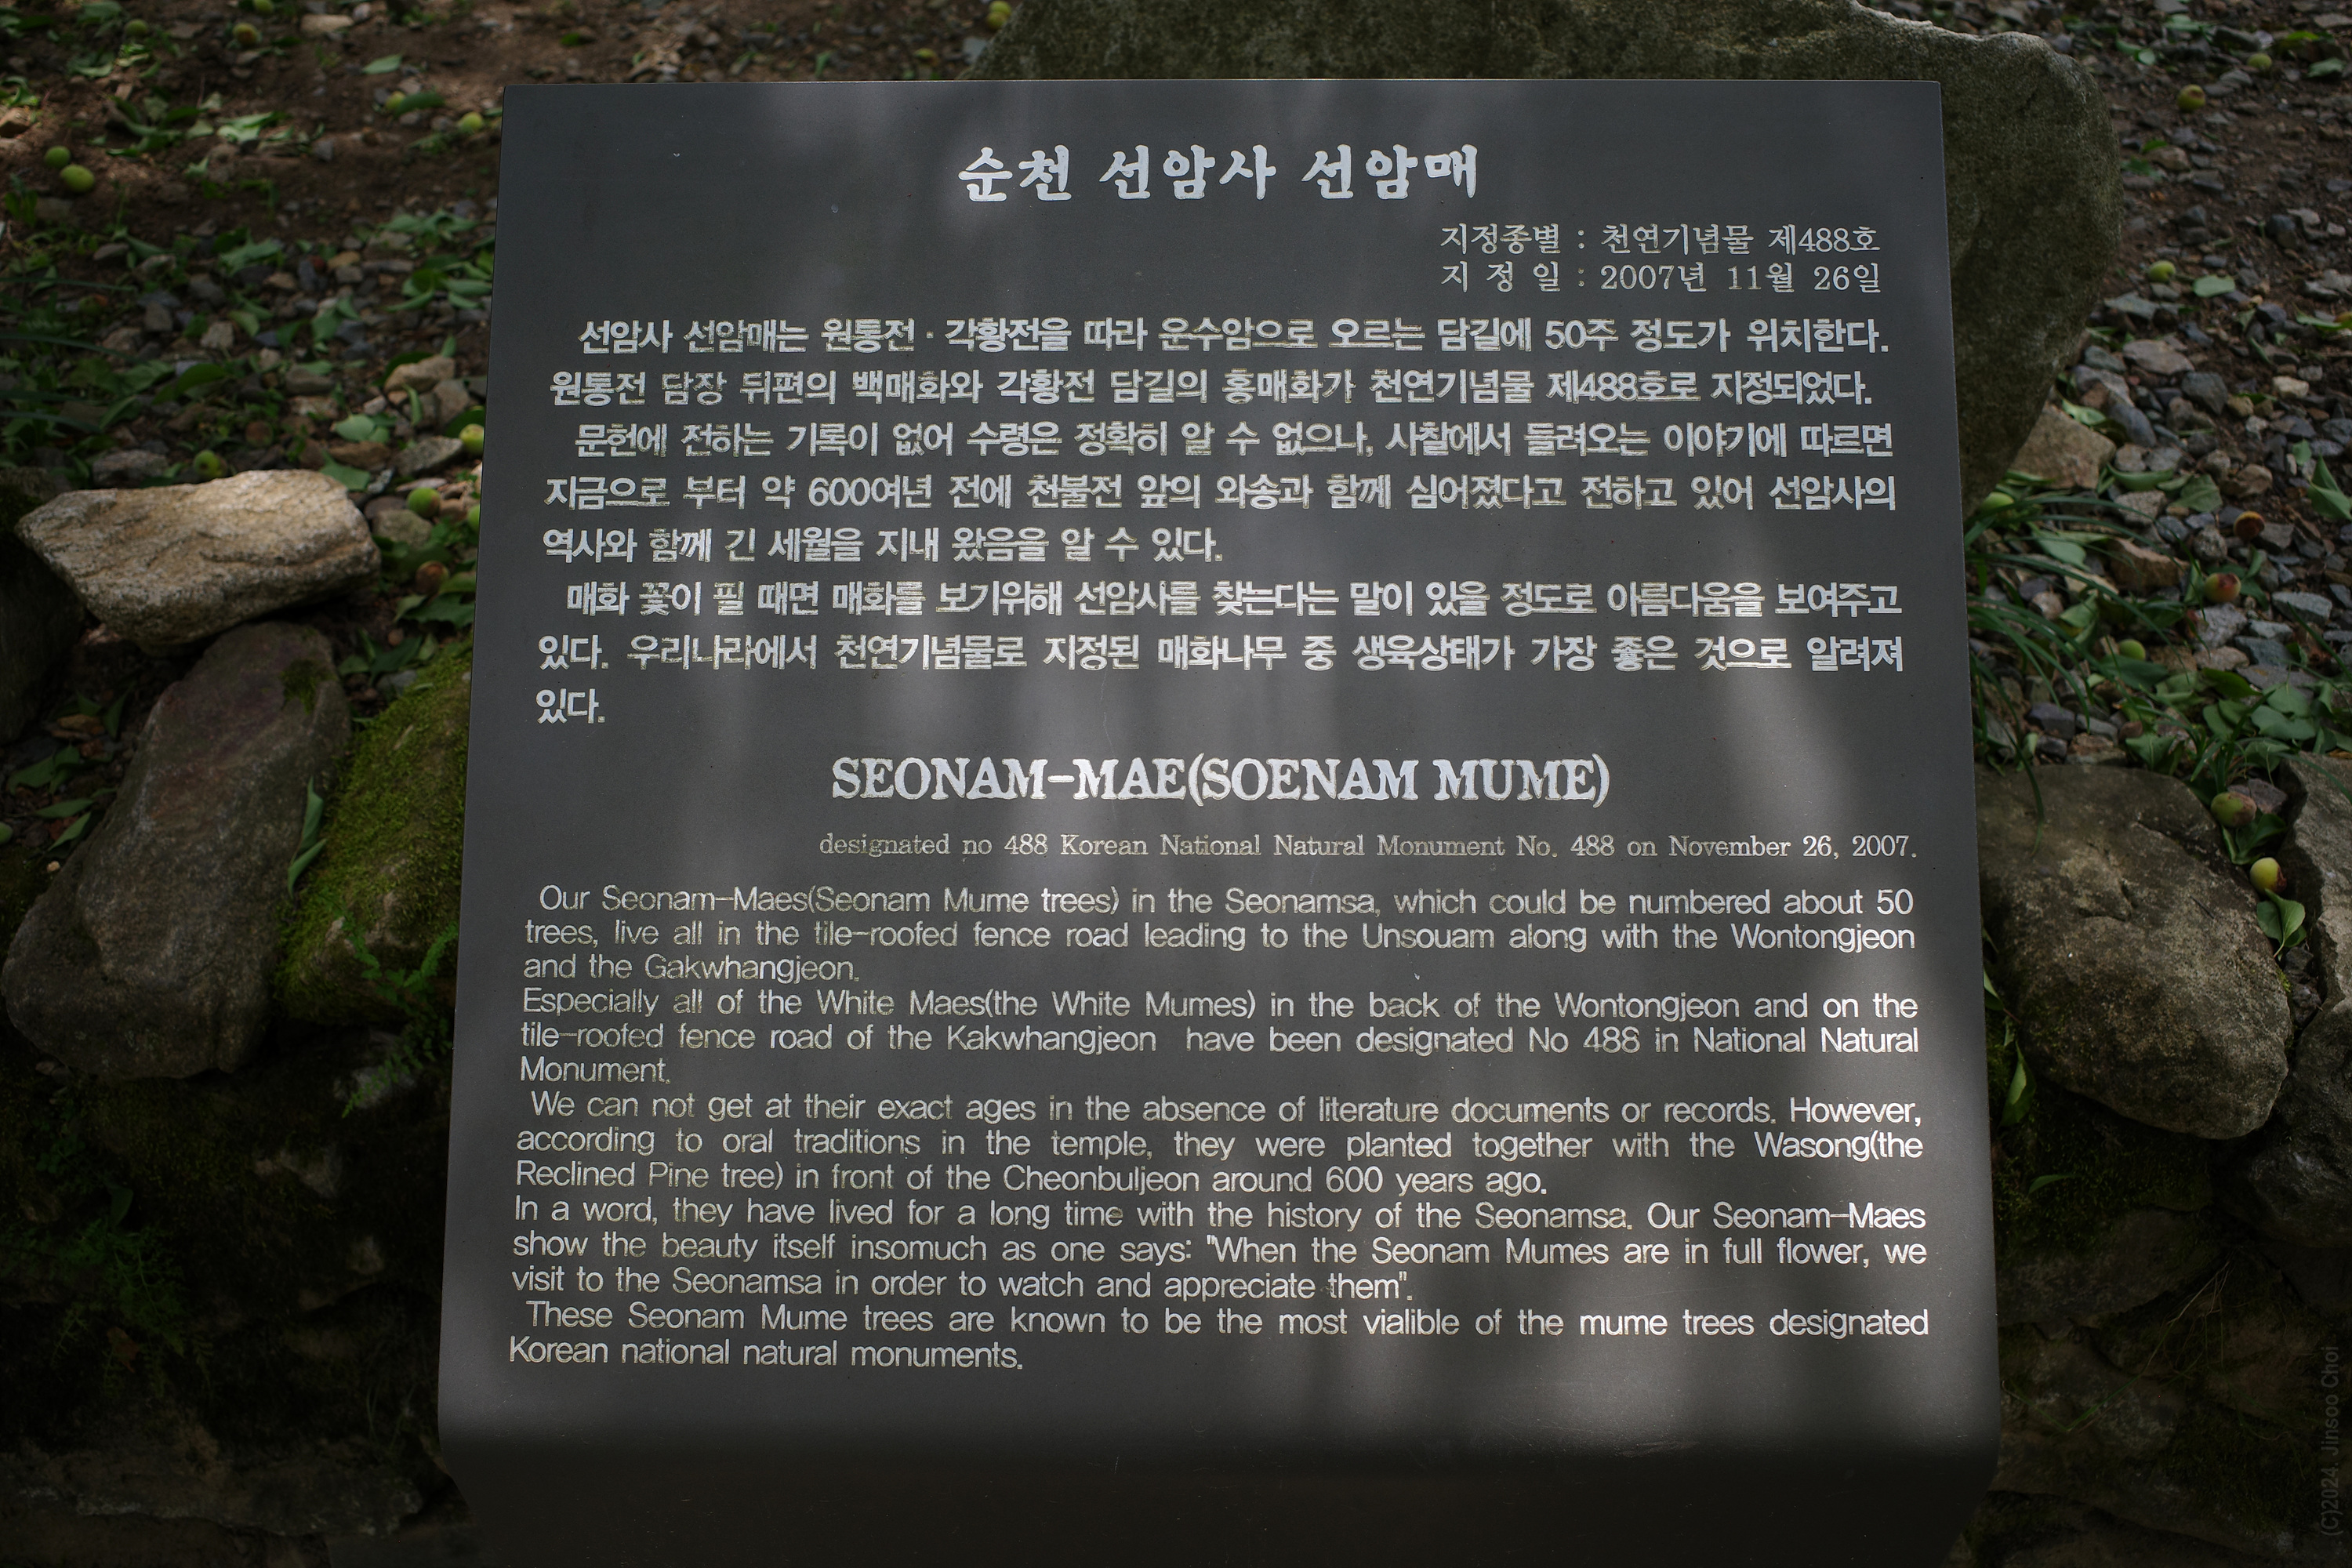 순천 선암사 선암매
지정종별 : 천연기념물 제488호
지 정 일 : 2007년 11월 26일
선암사 선암매는 원통전 · 각황전을 따라 운수암으로 오르는 담길에 50주 정도가 위치한다.
원통전 담장 뒤편의 백매화와 각황전 담길의 홍매화가 천연기념물 제488호로 지정되었다.
문헌에 전하는 기록이 없어 수령은 정확히 알 수 없으나, 사찰에서 들려오는 이야기에 따르면
지금으로 부터 약 600여년 전에 천불전 앞의 와송과 함께 심어졌다고 전하고 있어 선암사의
역사와 함께 긴 세월을 지내 왔음을 알 수 있다.
매화 꽃이 필 때면 매화를 보기위해 선암사를 찾는다는 말이 있을 정도로 아름다움을 보여주고
있다. 우리나라에서 천연기념물로 지정된 매화나무 중 생육상태가 가장 좋은 것으로 알려져
있다.
SEONAM-MAE(SOENAM MUME)
designated no 488 Korean National Natural Monument No. 488 on November 26, 2007.
Our Seonam-Maes(Seonam Mume trees) in the Seonamsa, which could be numbered about 50
trees, live all in the tile-roofed fence road leading to the Unsouam along with the Wontongjeon
and the Gakwhangjeon.
Especially all of the White Maes(the White Mumes) in the back of the Wontongjeon and on the
tile-roofed fence road of the Kakwhangjeon have been designated No 488 in National Natural
Monument.
We can not get at their exact ages in the absence of literature documents or records. However,
according to oral traditions in the temple, they were planted together with the Wasong(the
Reclined Pine tree) in front of the Cheonbuljeon around 600 years ago.
In a word, they have lived for a long time with the history of the Seonamsa. Our Seonam-Maes
show the beauty itself insomuch as one says: "When the Seonam Mumes are in full flower, we
visit to the Seonamsa in order to watch and appreciate them".
These Seonam Mume trees are known to be the most vialible of the mume trees designated
Korean national natural monuments.
(C)2024 Jinsoo Choi